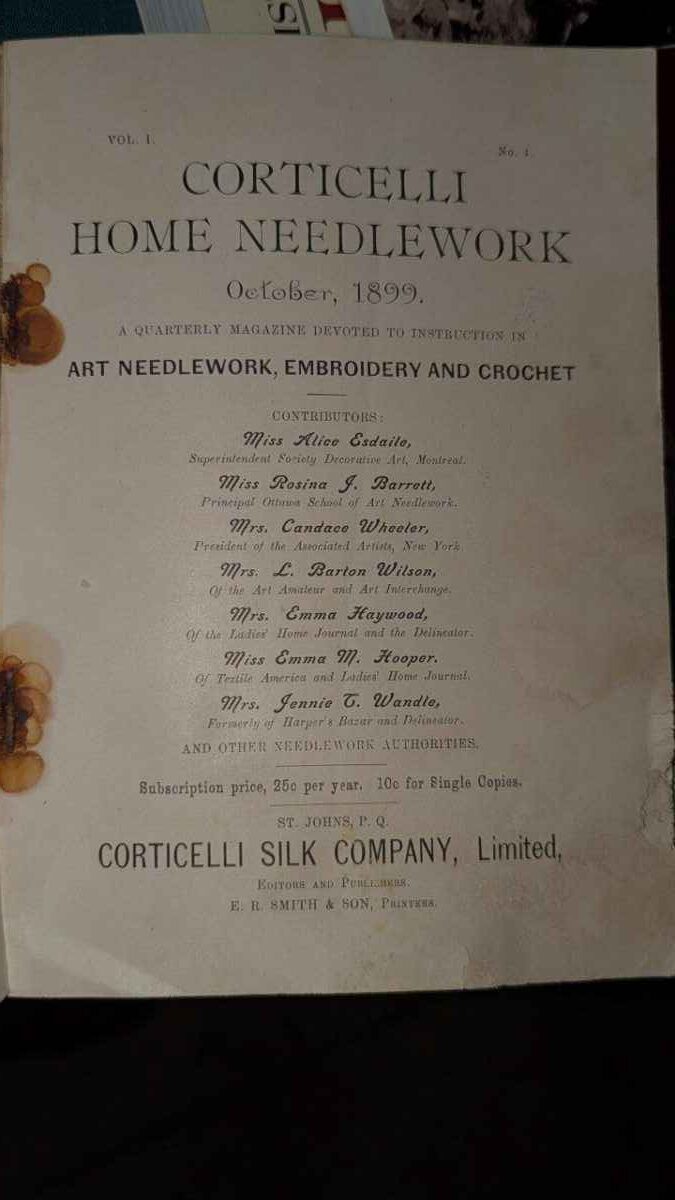 VOL. I.
No. 4.
CORTICELLI
HOME NEEDLEWORK
October, 1899.
A QUARTERLY MAGAZINE DEVOTED TO INSTRUCTION IN
ART NEEDLEWORK, EMBROIDERY AND CROCHET
CONTRIBUTORS:
Miss Alice Esdaile,
Superintendent Society Decorative Art, Montreal.
Miss Rosina J. Barrett,
Principal Ottawa School of Art Needlework.
Mrs. Candace Wheeler,
President of the Associated Artists, New York.
Mrs. L. Barton Wilson,
Of the Art Amateur and Art Interchange.
Mrs. Emma Haywood,
Of the Ladies' Home Journal and the Delineator.
Miss Emma M. Hooper.
Of Textile America and Ladies' Home Journal.
Mrs. Jennie T. Wandle,
Formerly of Harper's Bazar and Delineator.
AND OTHER NEEDLEWORK AUTHORITIES.
Subscription price, 25c per year. 10c for Single Copies.
ST. JOHNS, P. Q.
CORTICELLI SILK COMPANY, Limited,
EDITORS AND PUBLISHERS.
E. R. SMITH & SON, PRINTERS.